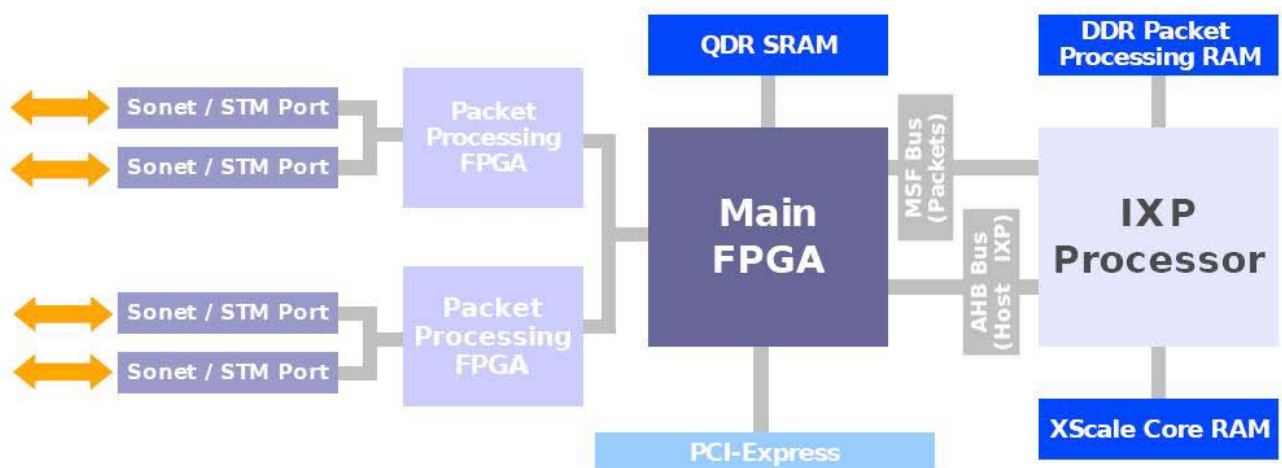 QDR SRAM
DDR Packet
Processing RAM
Sonet / STM Port
Sonet / STM Port
Packet
Processing
FPGA
MSF Bus
(Packets)
Main
FPGA
IXP
Processor
AHB Bus
(Host IXP)
Sonet / STM Port
Sonet / STM Port
Packet
Processing
FPGA
XScale Core RAM
PCI-Express